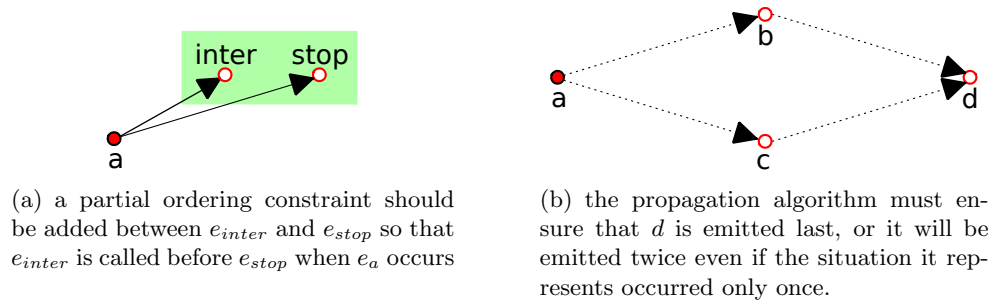 inter stop
a
(a) a partial ordering constraint should
be added between e_inter and e_stop so that
e_inter is called before e_stop when e_a occurs
b
a
d
c
(b) the propagation algorithm must en-
sure that d is emitted last, or it will be
emitted twice even if the situation it rep-
resents occurred only once.